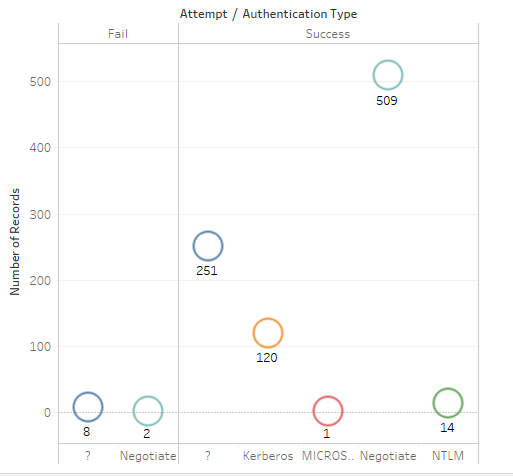 Attempt / Authentication Type
Fail
Success
Number of Records
500
400
300
200
100
0
509
251
120
8
2
1
14
?
Negotiate
?
Kerberos
MICROS..
Negotiate
NTLM